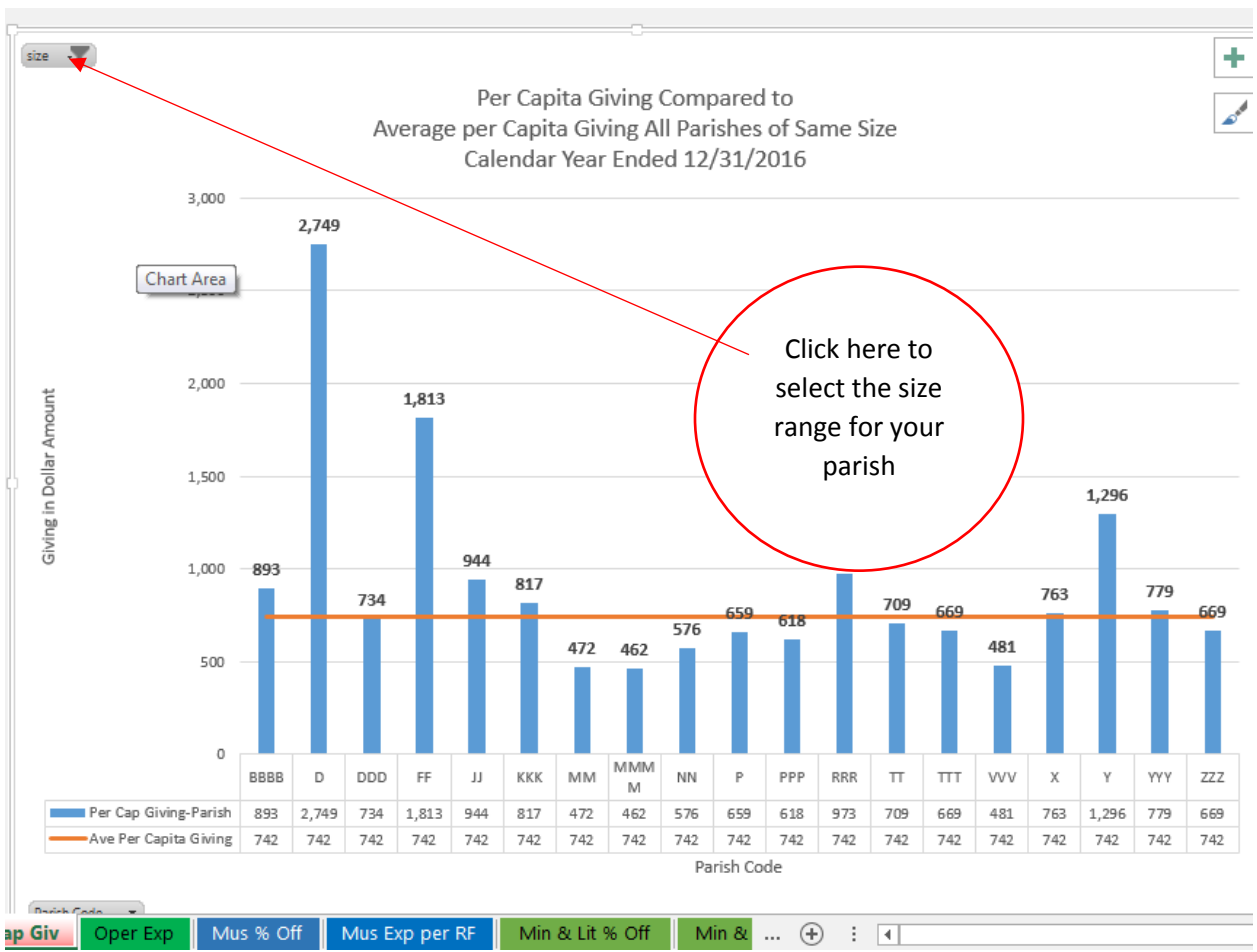 size
Per Capita Giving Compared to
Average per Capita Giving All Parishes of Same Size
Calendar Year Ended 12/31/2016
3,000
2,000
1,500
1,000
500
0
Giving in Dollar Amount
Chart Area
893
2,749
734
1,813
944
817
472
462
576
659
618
709
669
481
763
1,296
779
669
Click here to
select the size
range for your
parish
BBBB D DDD FF JJ KKK MM MMM NN P PPP RRR TT TTT VVV X Y YYY ZZZ
M
Per Cap Giving-Parish 893 2,749 734 1,813 944 817 472 462 576 659 618 973 709 669 481 763 1,296 779 669
Ave Per Capita Giving 742 742 742 742 742 742 742 742 742 742 742 742 742 742 742 742 742 742 742
Parish Code
Parish Code
ap Giv Oper Exp Mus % Off Mus Exp per RF Min & Lit % Off Min & ...